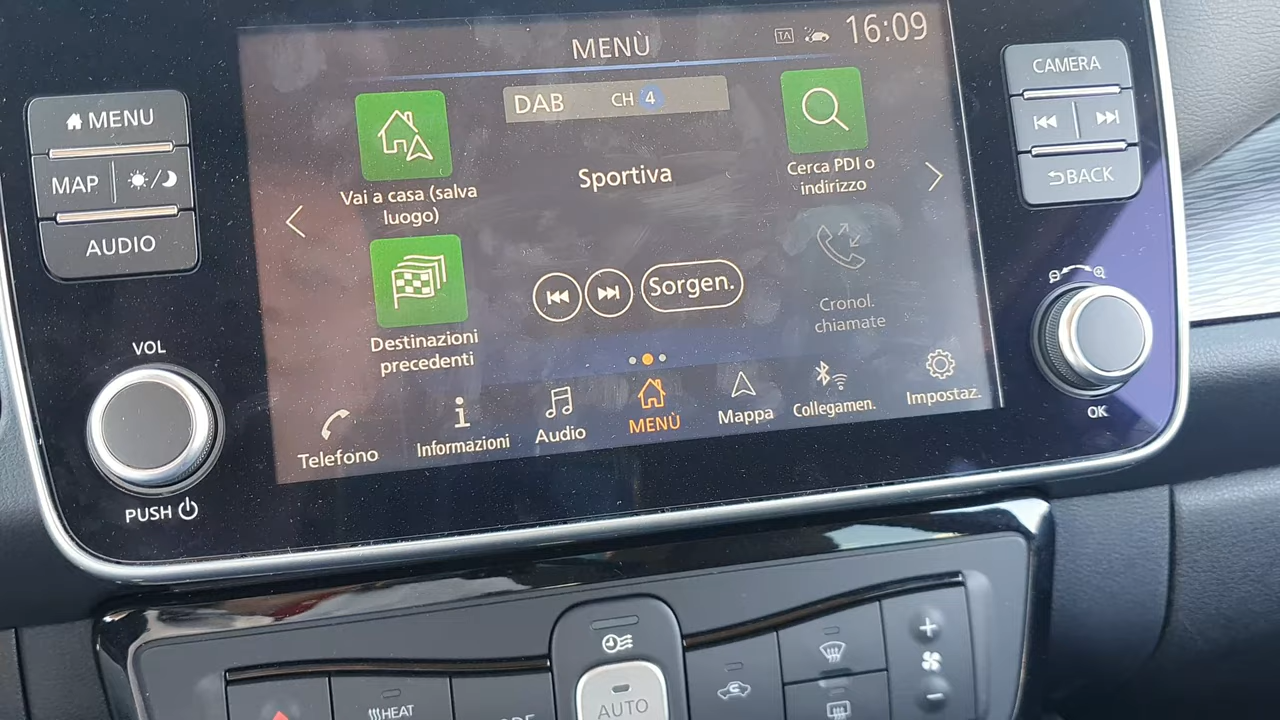 MENÙ
TA
16:09
CAMERA
MENU
DAB CH 4
MAP
Vai a casa (salva
luogo)
Sportiva
Cerca PDI o
indirizzo
BACK
AUDIO
Sorgen.
Destinazioni
precedenti
Cronol.
chiamate
VOL
Telefono
Informazioni
Audio
MENÙ
Mappa
Collegamen.
Impostaz.
OK
PUSH
HEAT
AUTO